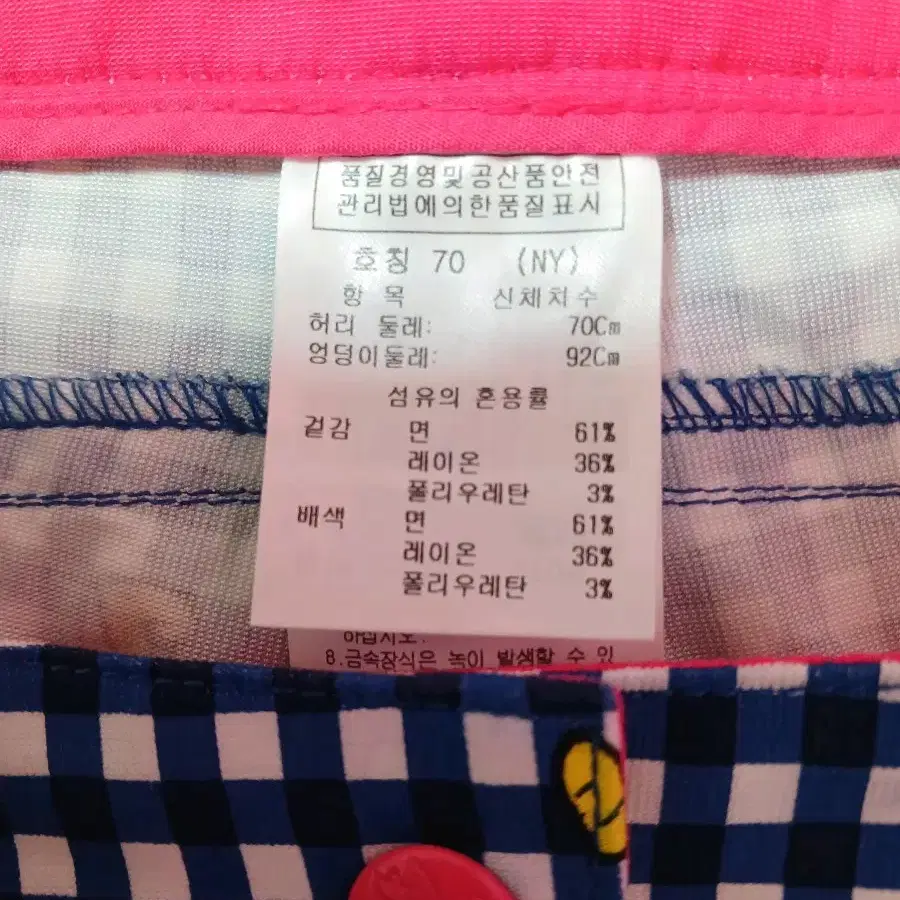 품질경영및공산품안전
관리법에의한품질표시
호칭 70 (NY)
항 목 신체치수
허리 둘레: 70Cm
엉덩이둘레: 92Cm
섬유의 혼용률
겉감 면 61%
레이온 36%
폴리우레탄 3%
배색 면 61%
레이온 36%
폴리우레탄 3%
하십시오.
8.금속장식은 녹이 발생할 수 있